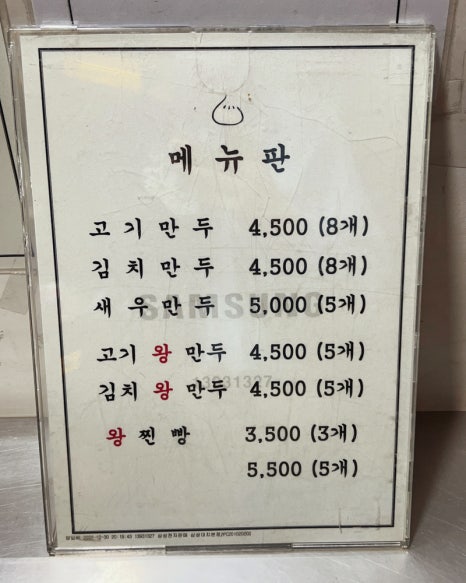 메뉴판
고기만두 4,500 (8개)
김치만두 4,500 (8개)
새우만두 5,000 (5개)
SAMSUNG
고기 왕 만두 4,500 (5개)
13931327
김치 왕 만두 4,500 (5개)
왕찐빵 3,500 (3개)
5,500 (5개)